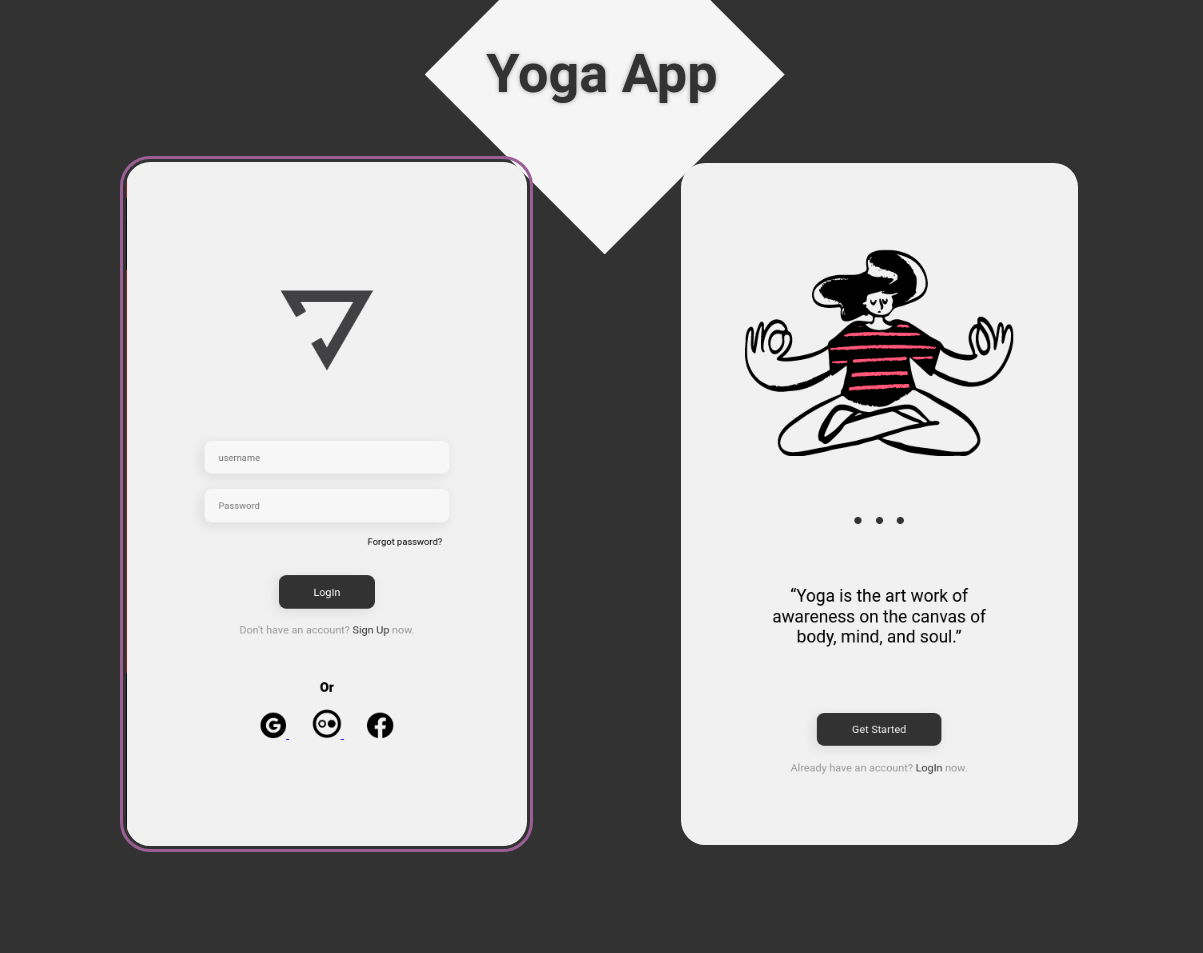 Yoga App
username
Password
Forgot password?
LogIn
Don't have an account? Sign Up now.
Or
“Yoga is the art work of
awareness on the canvas of
body, mind, and soul.”
Get Started
Already have an account? LogIn now.